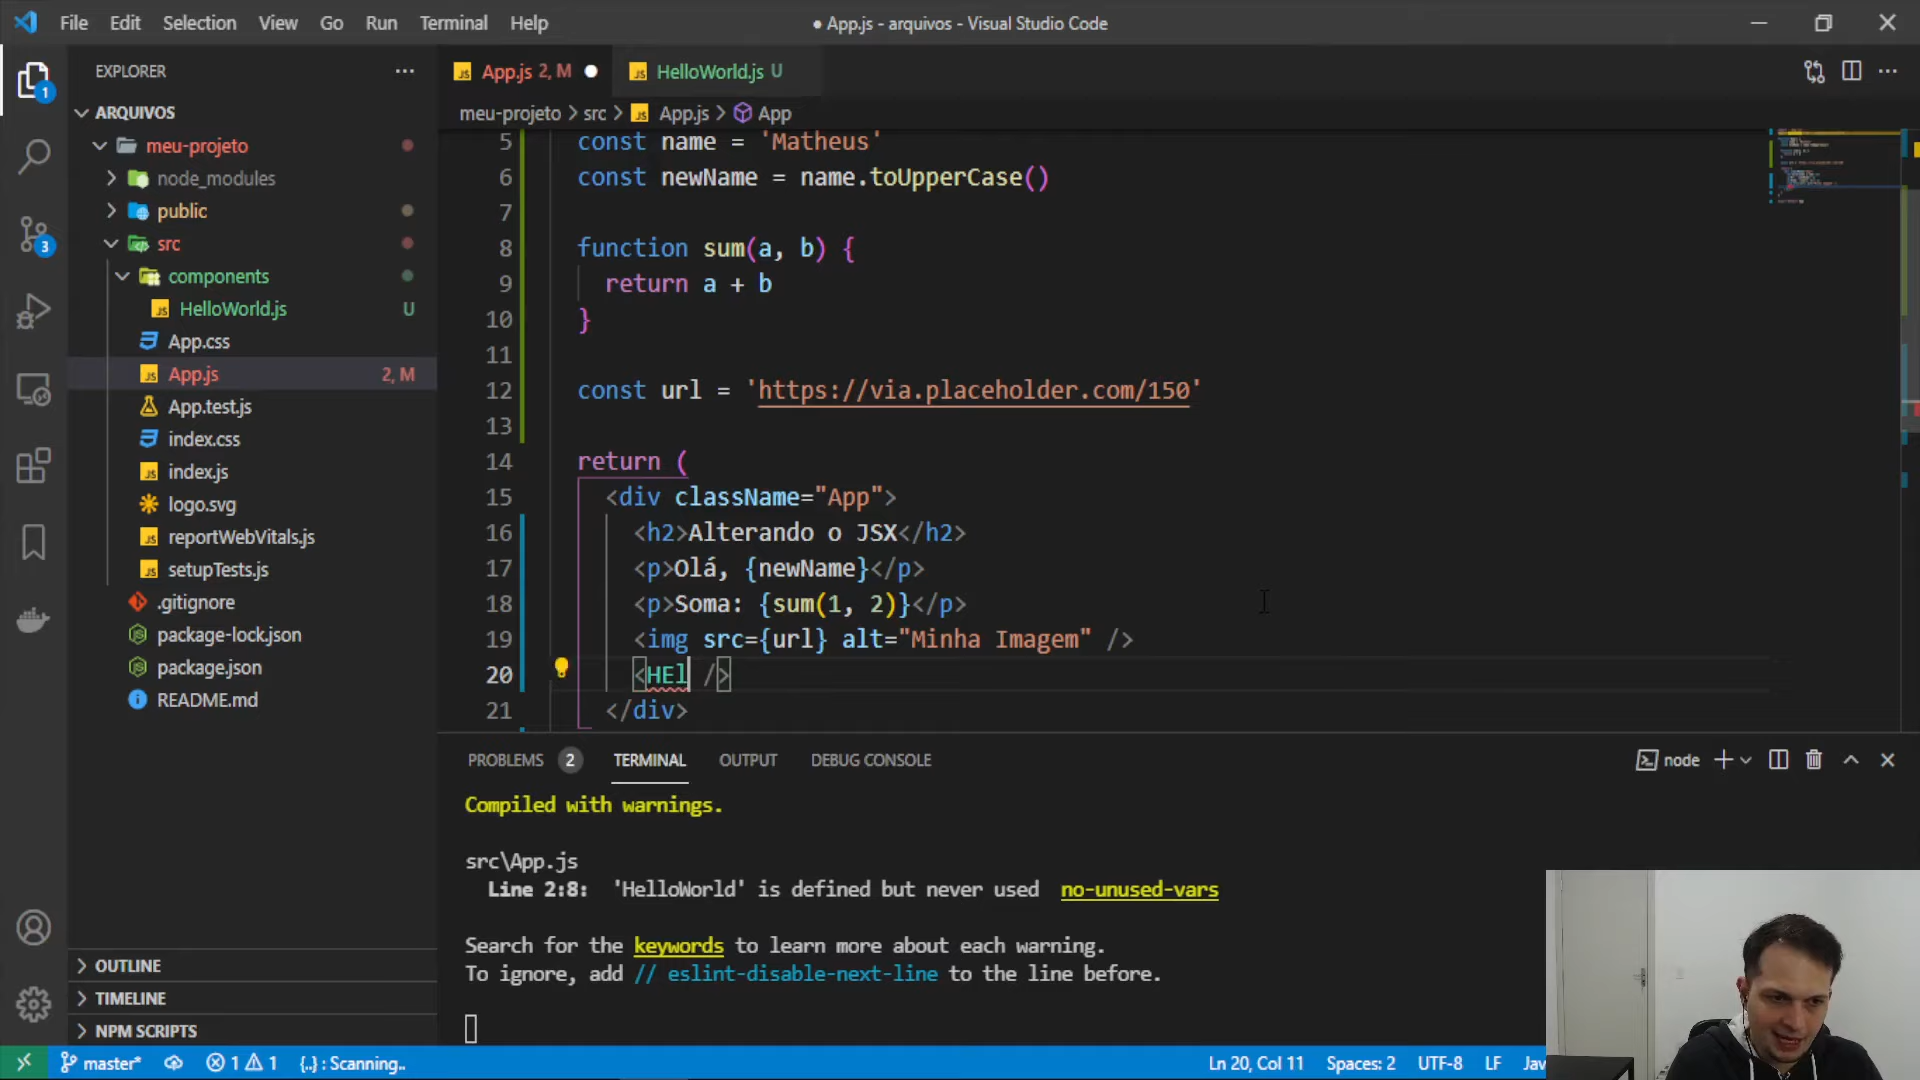 File Edit Selection View Go Run Terminal Help
● App.js - arquivos - Visual Studio Code
EXPLORER
ARQUIVOS
meu-projeto
node_modules
public
src
components
HelloWorld.js U
App.css
App.js 2, M
App.test.js
index.css
index.js
logo.svg
reportWebVitals.js
setupTests.js
.gitignore
package-lock.json
package.json
README.md
OUTLINE
TIMELINE
NPM SCRIPTS
1
3
App.js 2, M
HelloWorld.js U
meu-projeto > src > App.js > App
5 const name = 'Matheus'
6 const newName = name.toUpperCase()
7
8 function sum(a, b) {
9 return a + b
10 }
11
12 const url = 'https://via.placeholder.com/150'
13
14 return (
15 <div className="App">
16 <h2>Alterando o JSX</h2>
17 <p>Olá, {newName}</p>
18 <p>Soma: {sum(1, 2)}</p>
19 <img src={url} alt="Minha Imagem" />
20 <HEl />
21 </div>
PROBLEMS 2 TERMINAL OUTPUT DEBUG CONSOLE
node
Compiled with warnings.
src\App.js
Line 2:8: 'HelloWorld' is defined but never used no-unused-vars
Search for the keywords to learn more about each warning.
To ignore, add // eslint-disable-next-line to the line before.
master* 1 1 {..} : Scanning..
Ln 20, Col 11 Spaces: 2 UTF-8 LF